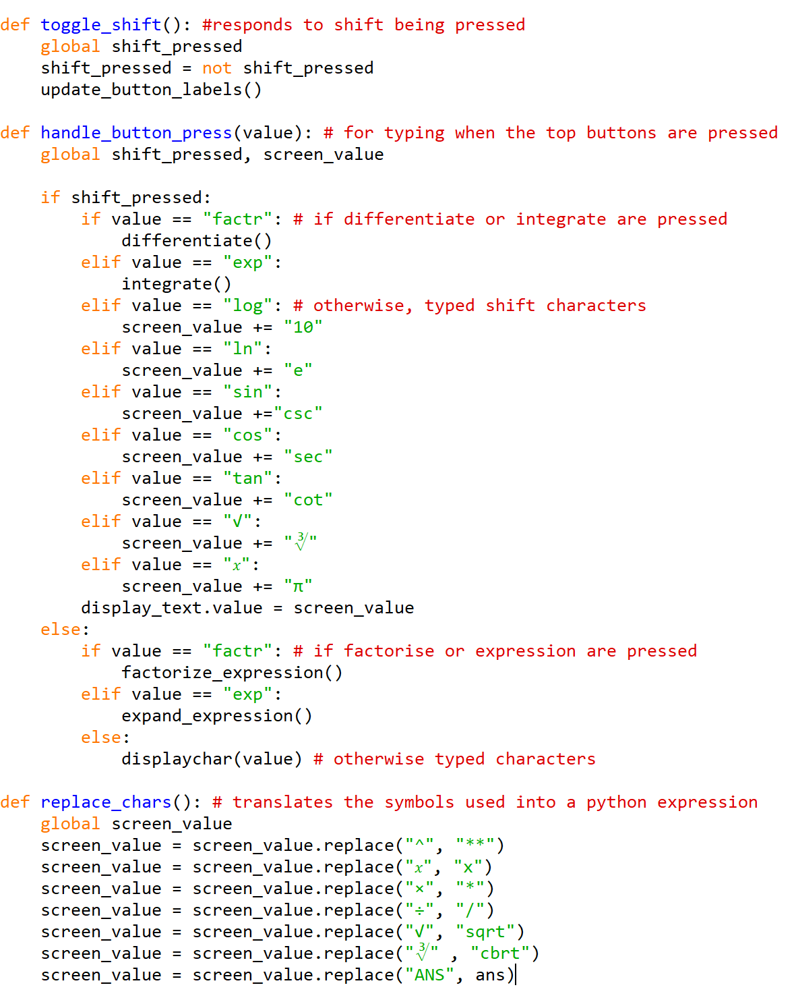 def toggle_shift(): #responds to shift being pressed
    global shift_pressed
    shift_pressed = not shift_pressed
    update_button_labels()

def handle_button_press(value): # for typing when the top buttons are pressed
    global shift_pressed, screen_value

    if shift_pressed:
        if value == "factr": # if differentiate or integrate are pressed
            differentiate()
        elif value == "exp":
            integrate()
        elif value == "log": # otherwise, typed shift characters
            screen_value += "10"
        elif value == "ln":
            screen_value += "e"
        elif value == "sin":
            screen_value +="csc"
        elif value == "cos":
            screen_value += "sec"
        elif value == "tan":
            screen_value += "cot"
        elif value == "√":
            screen_value += "∛"
        elif value == "𝑥":
            screen_value += "π"
        display_text.value = screen_value
    else:
        if value == "factr": # if factorise or expression are pressed
            factorize_expression()
        elif value == "exp":
            expand_expression()
        else:
            displaychar(value) # otherwise typed characters

def replace_chars(): # translates the symbols used into a python expression
    global screen_value
    screen_value = screen_value.replace("^", "**")
    screen_value = screen_value.replace("𝑥", "x")
    screen_value = screen_value.replace("×", "*")
    screen_value = screen_value.replace("÷", "/")
    screen_value = screen_value.replace("√", "sqrt")
    screen_value = screen_value.replace("∛" , "cbrt")
    screen_value = screen_value.replace("ANS", ans)